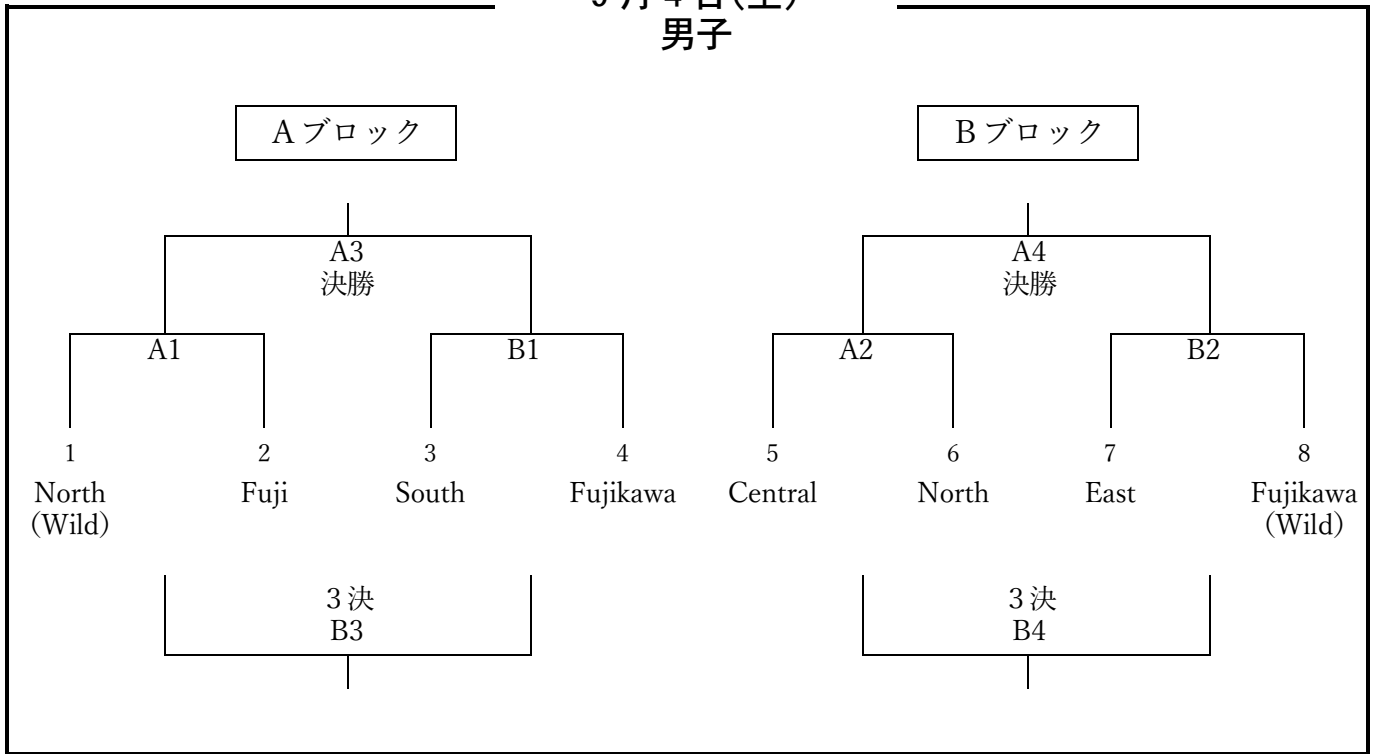 男子
Aブロック
Bブロック
A3
決勝
A4
決勝
A1
B1
A2
B2
1
2
3
4
5
6
7
8
North
(Wild)
Fuji
South
Fujikawa
Central
North
East
Fujikawa
(Wild)
3決
B3
3決
B4